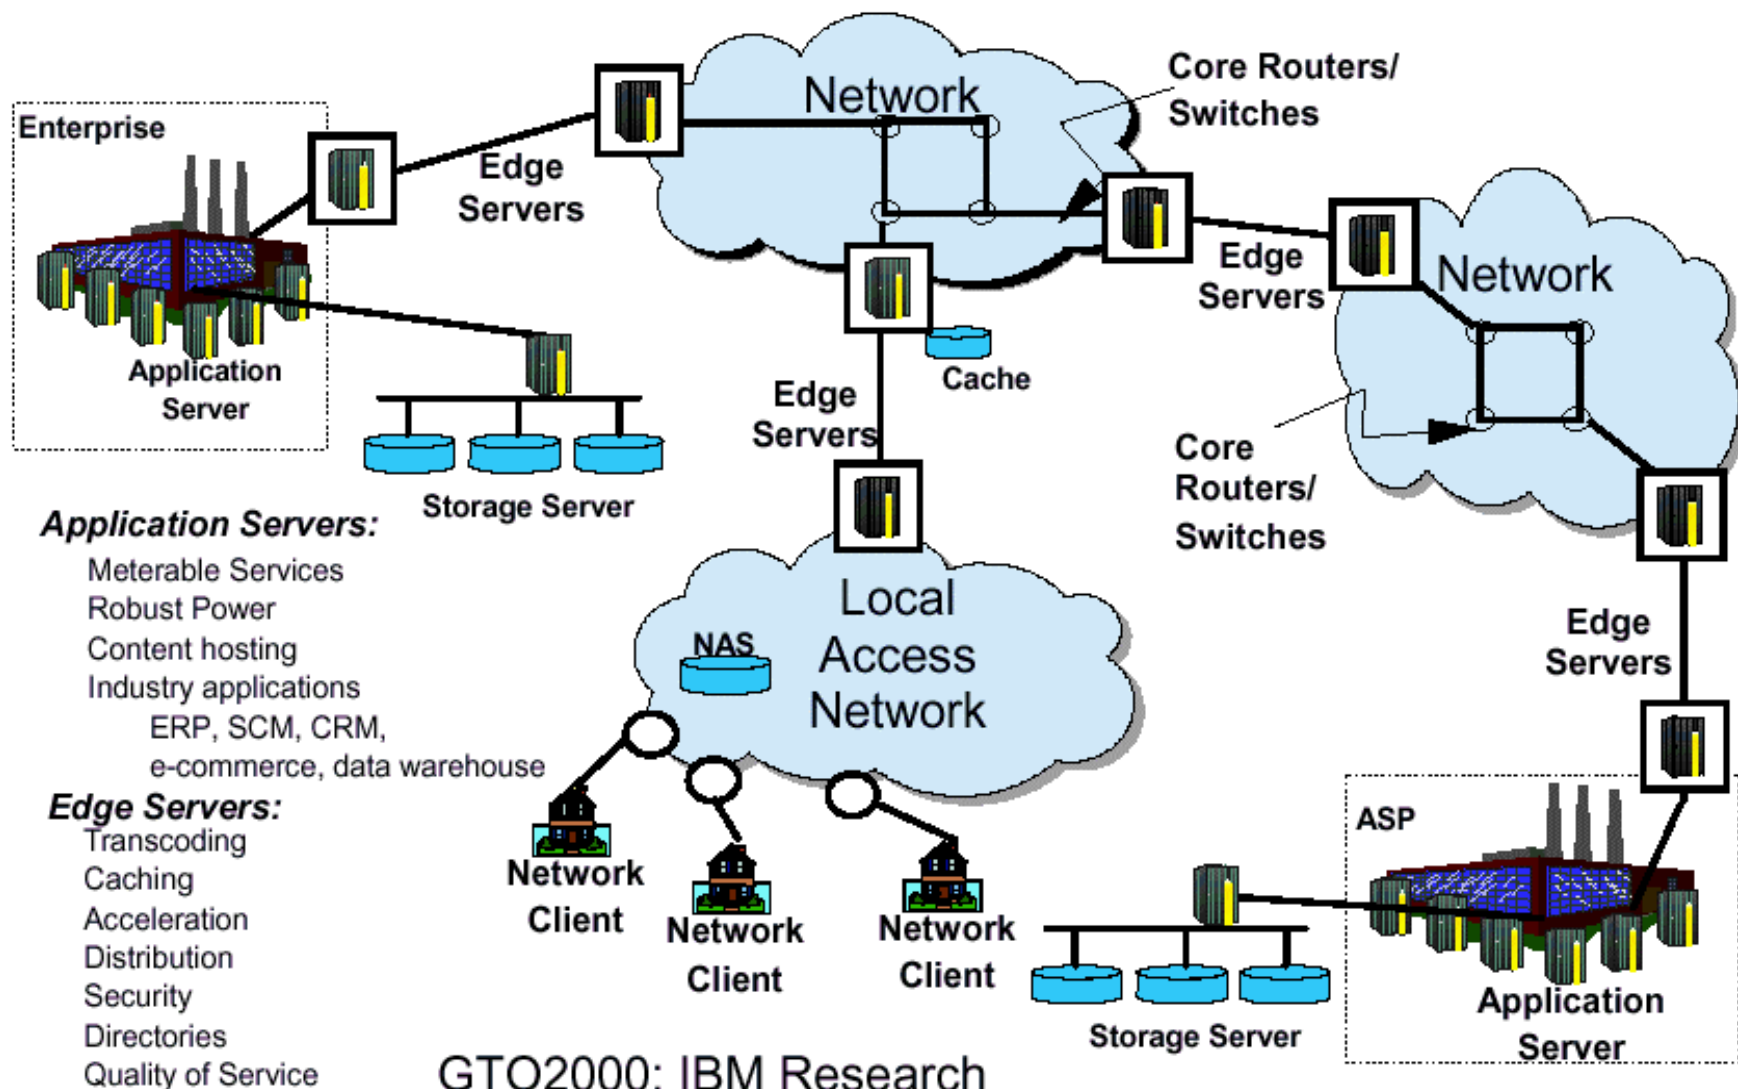 Enterprise
Application
Server
Edge
Servers
Network
Core Routers/
Switches
Edge
Servers
Network
Cache
Edge
Servers
Core
Routers/
Switches
Storage Server
Local
Access
Network
NAS
Edge
Servers
Network
Client
Network
Client
Network
Client
ASP
Application
Server
Storage Server
Application Servers:
Meterable Services
Robust Power
Content hosting
Industry applications
ERP, SCM, CRM,
e-commerce, data warehouse
Edge Servers:
Transcoding
Caching
Acceleration
Distribution
Security
Directories
Quality of Service
GTO2000: IBM Research